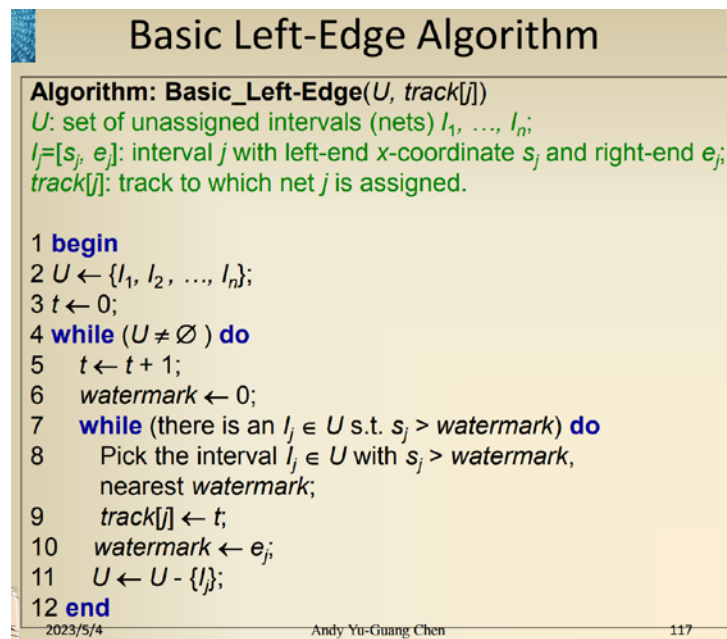 Basic Left-Edge Algorithm
Algorithm: Basic_Left-Edge(U, track[j])
U: set of unassigned intervals (nets) I1, …, In;
Ij=[sj, ej]: interval j with left-end x-coordinate sj and right-end ej;
track[j]: track to which net j is assigned.
1 begin
2 U ← {I1, I2 , …, In};
3 t ← 0;
4 while (U ≠ ∅ ) do
5 t ← t + 1;
6 watermark ← 0;
7 while (there is an Ij ∈ U s.t. sj > watermark) do
8 Pick the interval Ij ∈ U with sj > watermark,
nearest watermark;
9 track[j] ← t;
10 watermark ← ej;
11 U ← U - {Ij};
12 end
2023/5/4 Andy Yu-Guang Chen 117